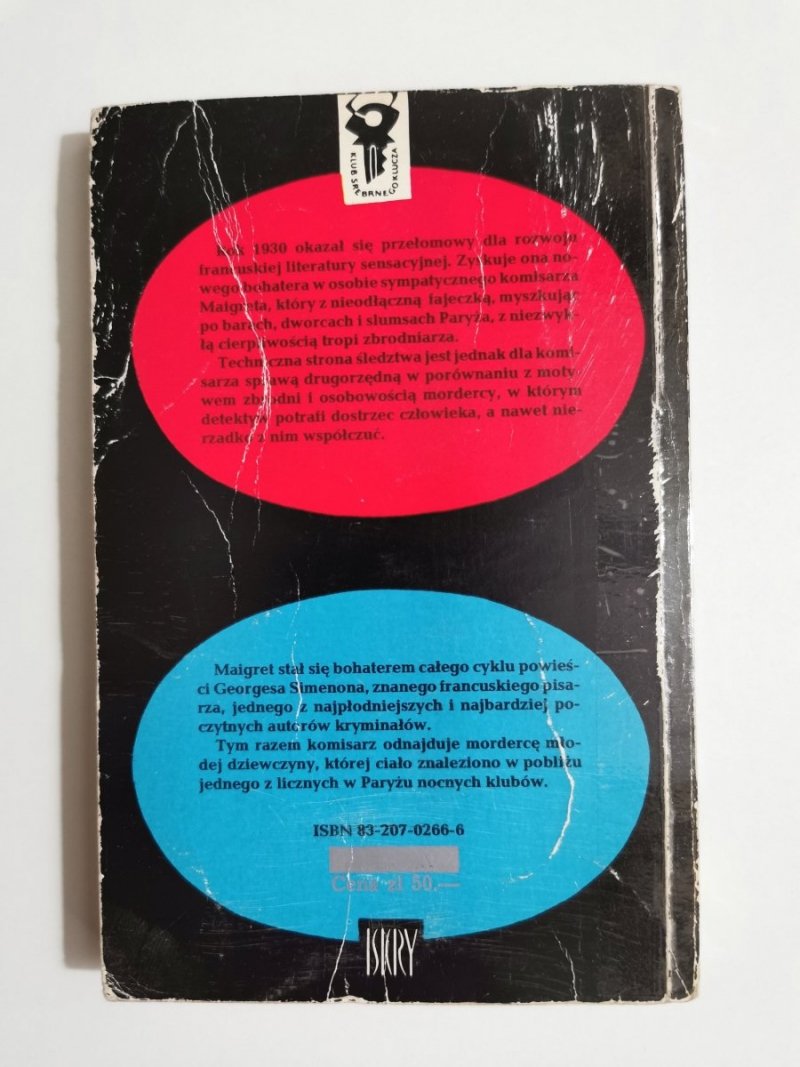 KLUB SREBRNEGO KLUCZA
Rok 1930 okazał się przełomowy dla rozwoju
francuskiej literatury sensacyjnej. Zyskuje ona no-
wego bohatera w osobie sympatycznego komisarza
Maigreta, który z nieodłączną fajeczką, myszkując
po barach, dworcach i slumsach Paryża, z niezwyk-
łą cierpliwością tropi zbrodniarza.
Techniczna strona śledztwa jest jednak dla komi-
sarza sprawą drugorzędną w porównaniu z moty-
wem zbrodni i osobowością mordercy, w którym
detektyw potrafi dostrzec człowieka, a nawet nie-
rzadko z nim współczuć.
Maigret stał się bohaterem całego cyklu powieś-
ci Georgesa Simenona, znanego francuskiego pisa-
rza, jednego z najpłodniejszych i najbardziej po-
czytnych autorów kryminałów.
Tym razem komisarz odnajduje mordercę mło-
dej dziewczyny, której ciało znaleziono w pobliżu
jednego z licznych w Paryżu nocnych klubów.
ISBN 83-207-0266-6
Cena zł 50,—
ISKRY